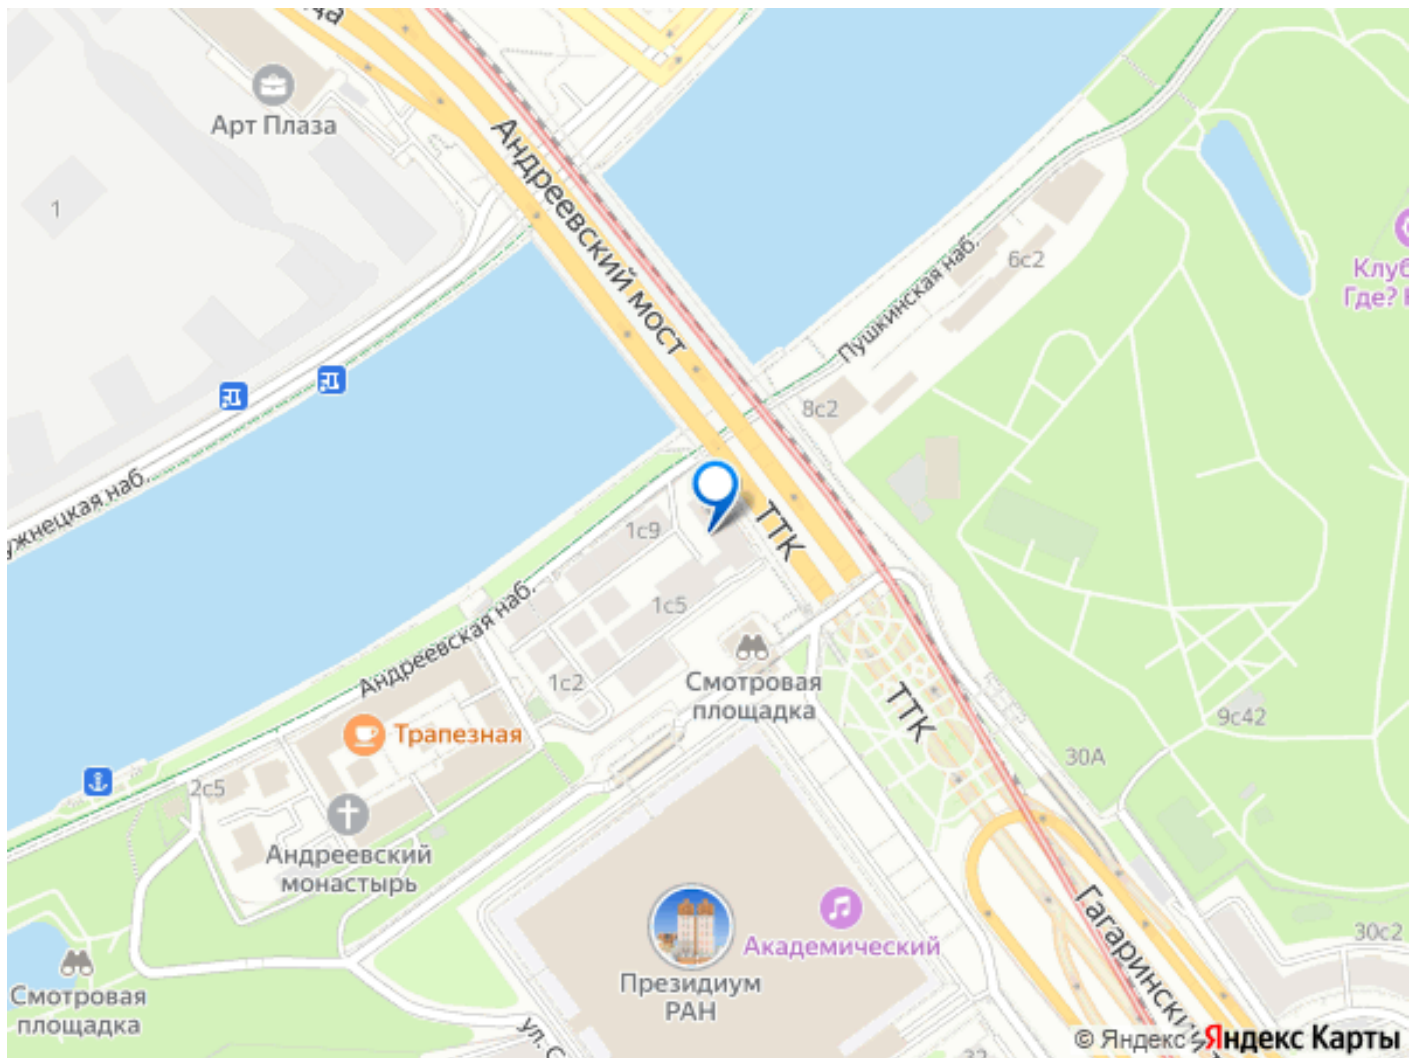 Арт Плаза
1
Андреевский мост
Пушкинская наб.
6с2
Клуб
Где?
8с2
ужнецкая наб.
ТТК
1с9
1с5
Андреевская наб.
1с2
Смотровая
площадка
ТТК
9с42
30А
Трапезная
2с5
Андреевский
монастырь
Гагаринский
Академический
Президиум
РАН
30с2
Смотровая
площадка
ул. С
32
© Яндекс Яндекс Карты